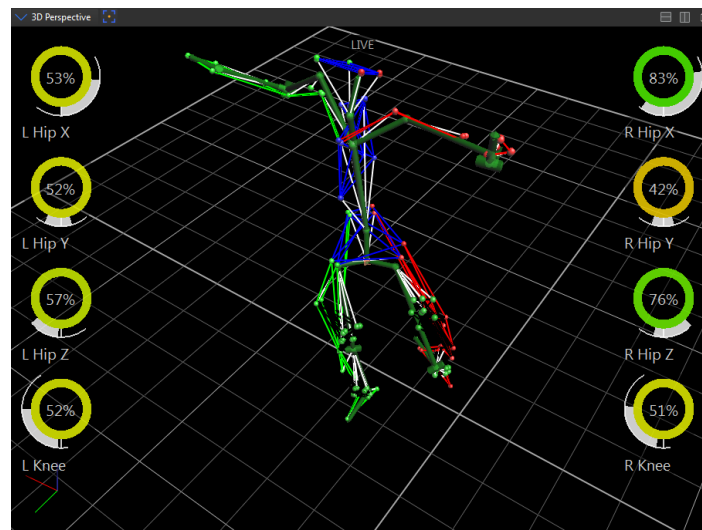 3D Perspective
LIVE
53%
L Hip X
83%
R Hip X
52%
L Hip Y
42%
R Hip Y
57%
L Hip Z
76%
R Hip Z
52%
L Knee
51%
R Knee